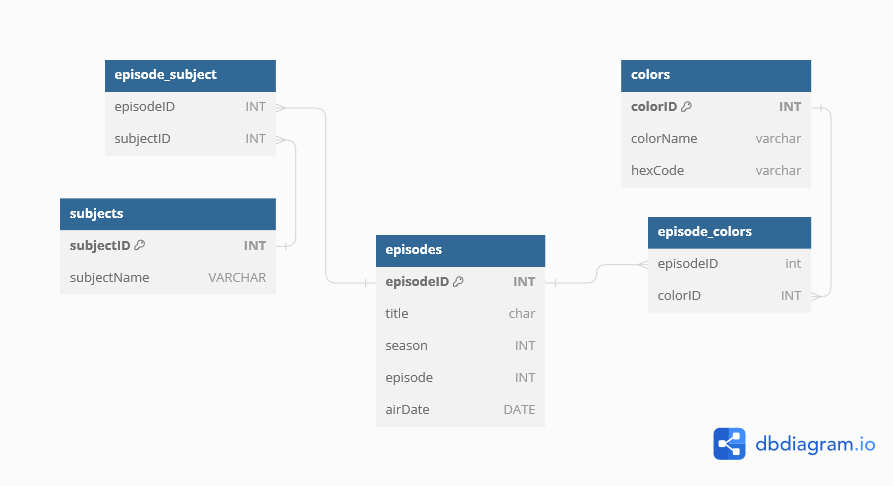 episode_subject
episodeID INT
subjectID INT
subjects
subjectID INT
subjectName VARCHAR
episodes
episodeID INT
title char
season INT
episode INT
airDate DATE
colors
colorID INT
colorName varchar
hexCode varchar
episode_colors
episodeID int
colorID INT
dbdiagram.io